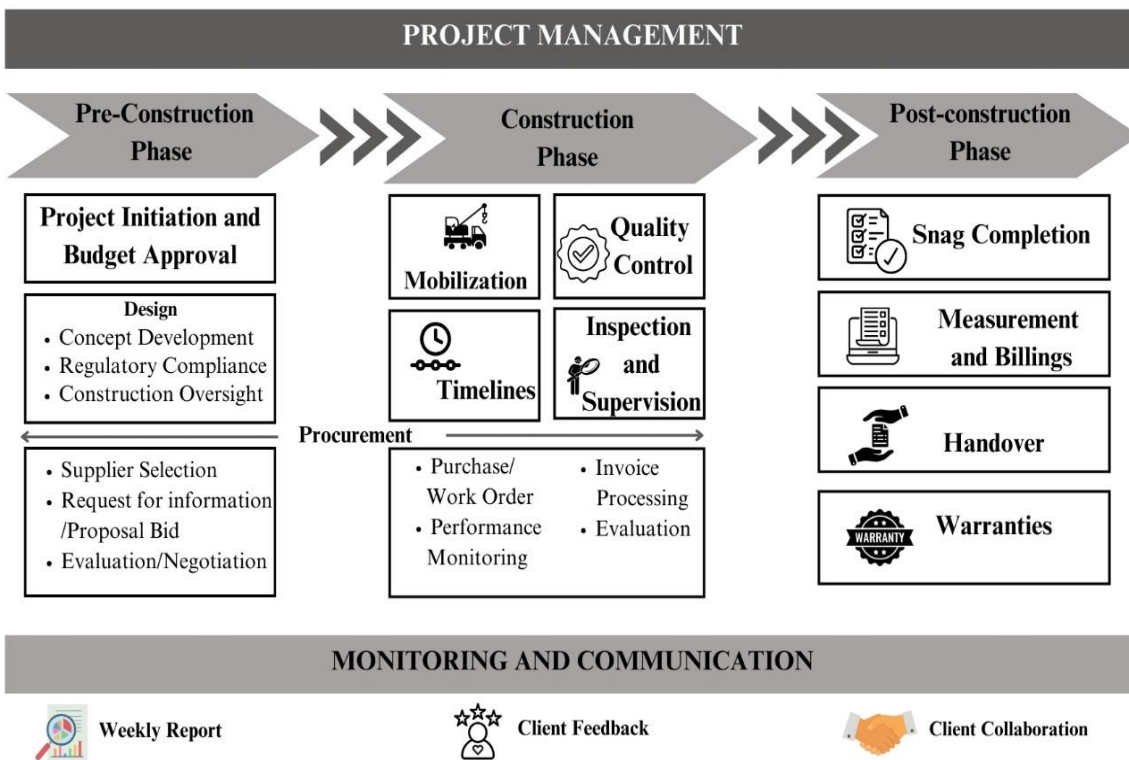 PROJECT MANAGEMENT
Pre-Construction
Phase
Construction
Phase
Post-construction
Phase
Project Initiation and
Budget Approval
Design
• Concept Development
• Regulatory Compliance
• Construction Oversight
Mobilization
Quality
Control
Timelines
Inspection
and
Supervision
Procurement
• Supplier Selection
• Request for information
/Proposal Bid
• Evaluation/Negotiation
• Purchase/
Work Order
• Performance
Monitoring
• Invoice
Processing
• Evaluation
Snag Completion
Measurement
and Billings
Handover
WARRANTY
Warranties
MONITORING AND COMMUNICATION
Weekly Report
Client Feedback
Client Collaboration